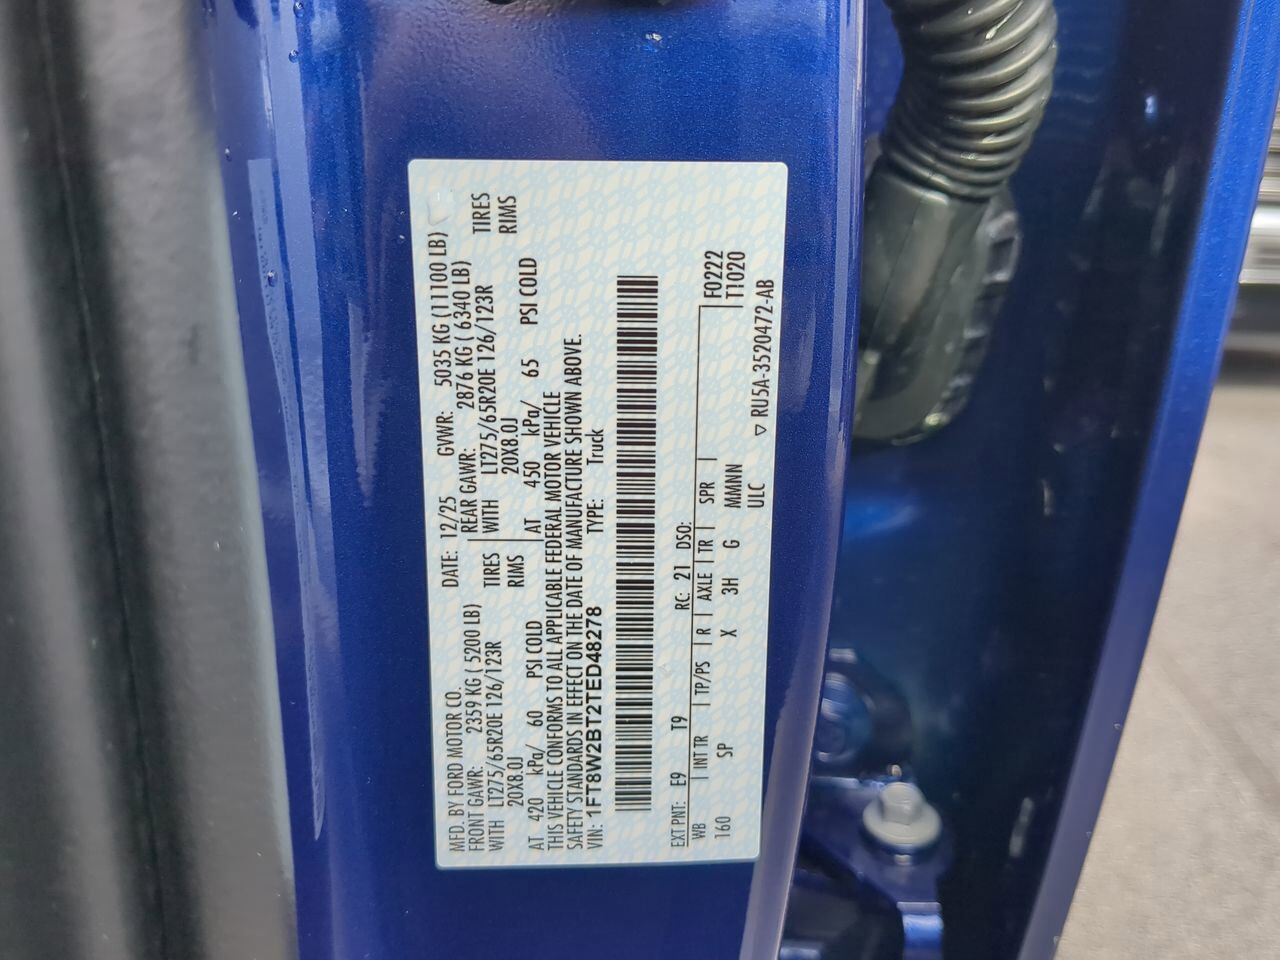 MFD. BY FORD MOTOR CO.
DATE: 12/25 GVWR: 5035 KG (11100 LB)
FRONT GAWR: 2359 KG ( 5200 LB) REAR GAWR: 2876 KG ( 6340 LB)
WITH LT275/65R20E 126/123R TIRES WITH LT275/65R20E 126/123R TIRES
20X8.0J RIMS 20X8.0J RIMS
AT 420 kPa/ 60 PSI COLD AT 450 kPa/ 65 PSI COLD
THIS VEHICLE CONFORMS TO ALL APPLICABLE FEDERAL MOTOR VEHICLE
SAFETY STANDARDS IN EFFECT ON THE DATE OF MANUFACTURE SHOWN ABOVE.
VIN: 1FT8W2BT2TED48278 TYPE: Truck
EXT PNT: E9 T9 RC: 21 DSO:
WB INT TR TP/PS R AXLE TR SPR F0222
160 SP X 3H G MMNN T1020
ULC
▽ RU5A-3520472-AB